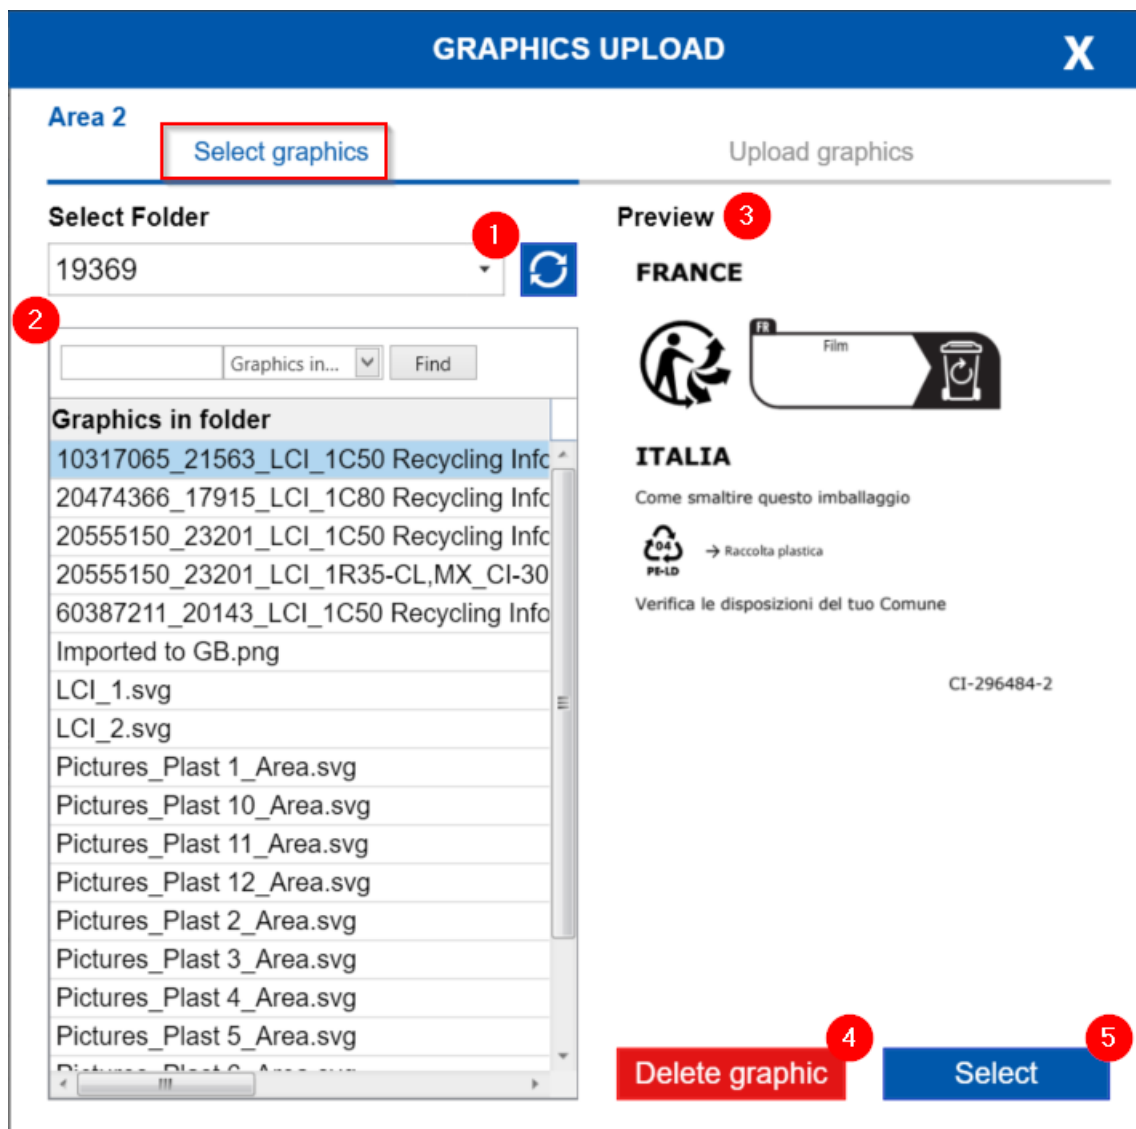 GRAPHICS UPLOAD
X
Area 2
Select graphics
Upload graphics
Select Folder
1
Preview 3
19369
2
Graphics in...
Find
Graphics in folder
10317065_21563_LCI_1C50 Recycling Info
20474366_17915_LCI_1C80 Recycling Info
20555150_23201_LCI_1C50 Recycling Info
20555150_23201_LCI_1R35-CL,MX_CI-30
60387211_20143_LCI_1C50 Recycling Info
Imported to GB.png
LCI_1.svg
LCI_2.svg
Pictures_Plast 1_Area.svg
Pictures_Plast 10_Area.svg
Pictures_Plast 11_Area.svg
Pictures_Plast 12_Area.svg
Pictures_Plast 2_Area.svg
Pictures_Plast 3_Area.svg
Pictures_Plast 4_Area.svg
Pictures_Plast 5_Area.svg
FRANCE
FR
Film
ITALIA
Come smaltire questo imballaggio
04
PE-LD
→ Raccolta plastica
Verifica le disposizioni del tuo Comune
CI-296484-2
4
5
Delete graphic
Select